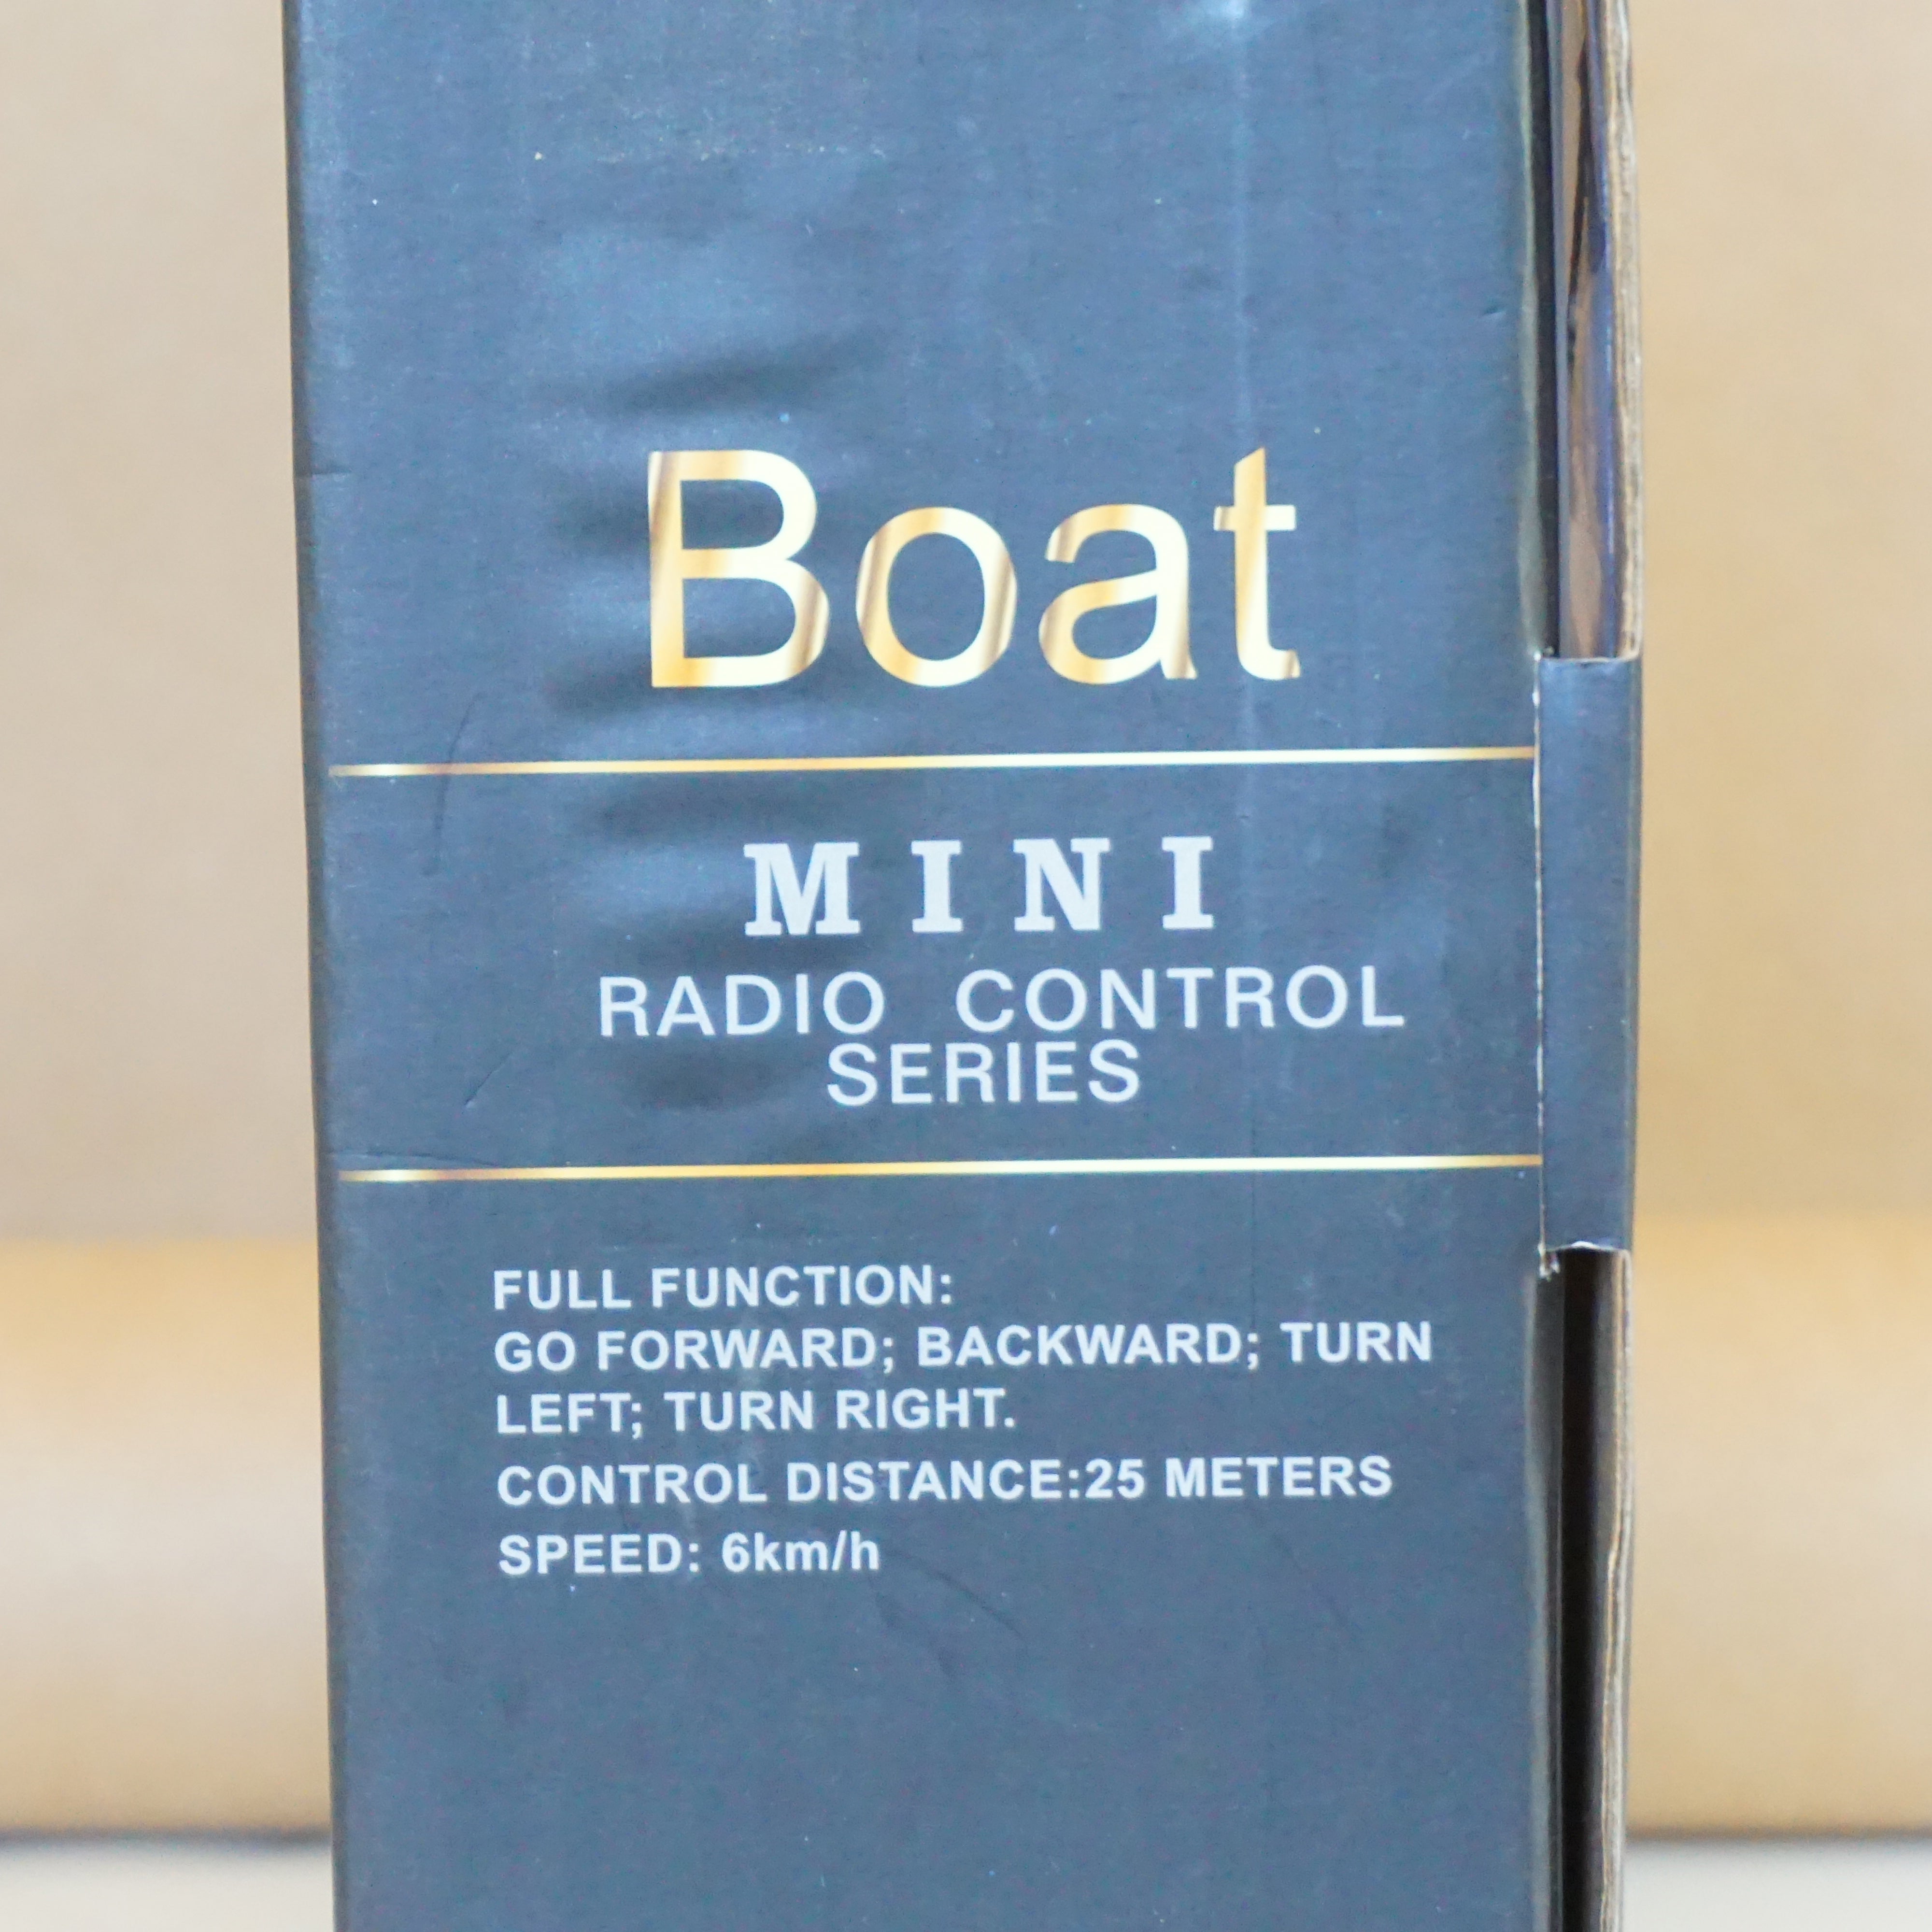 Boat
MINI
RADIO CONTROL
SERIES
FULL FUNCTION:
GO FORWARD; BACKWARD; TURN
LEFT; TURN RIGHT.
CONTROL DISTANCE:25 METERS
SPEED: 6km/h